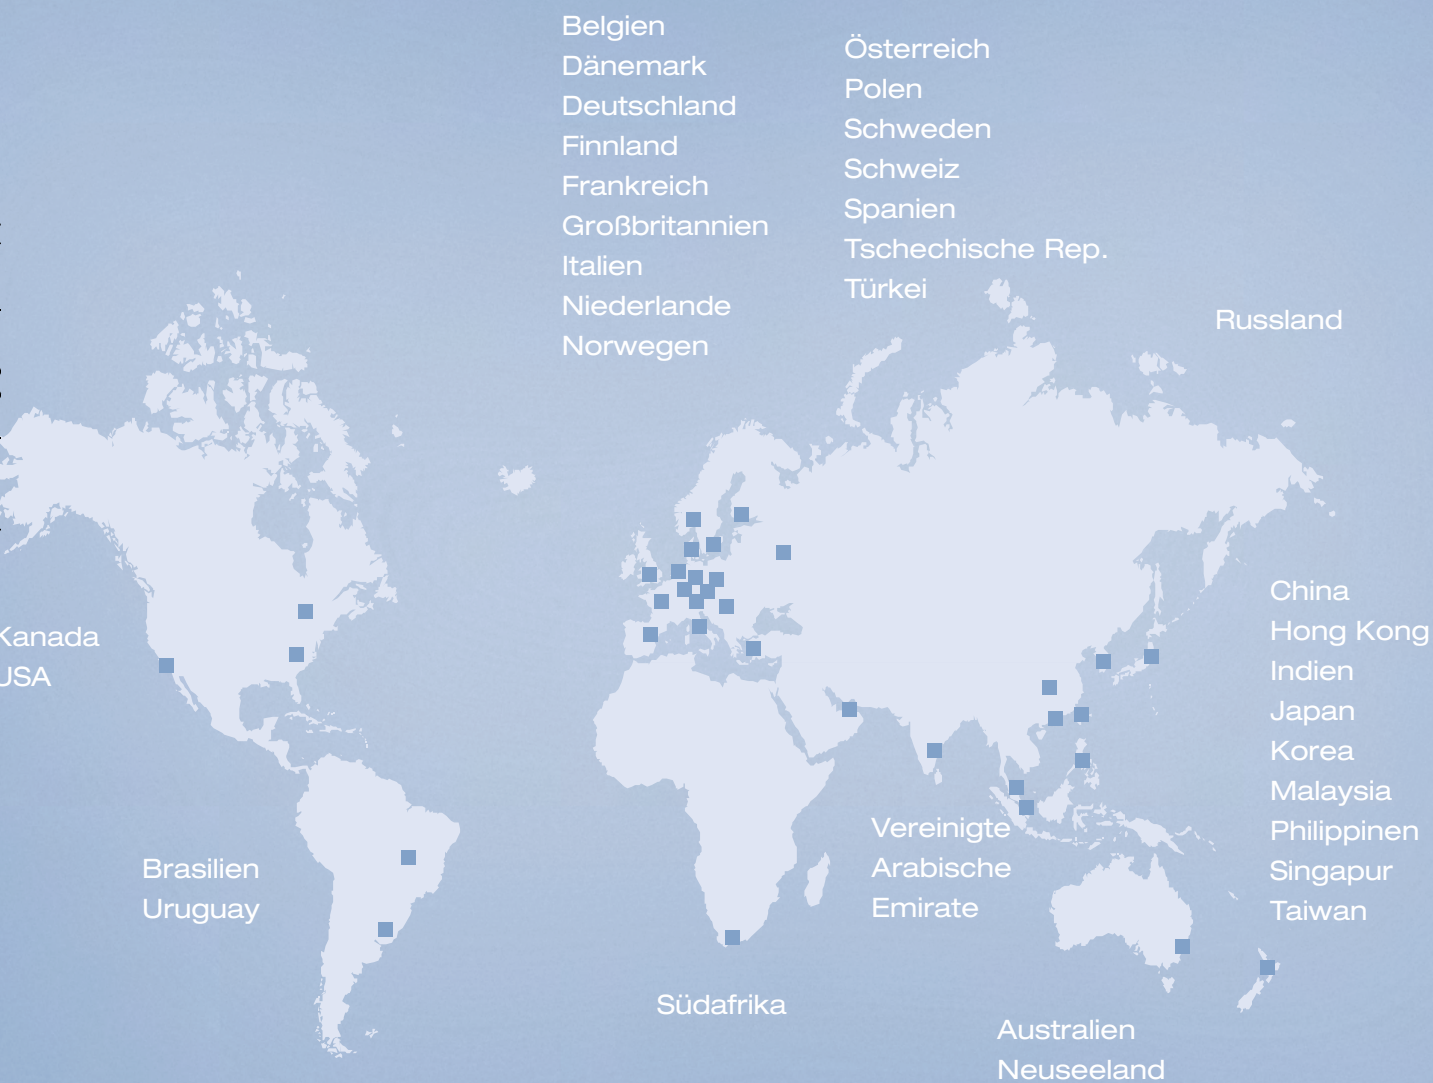 Belgien
Dänemark
Deutschland
Finnland
Frankreich
Großbritannien
Italien
Niederlande
Norwegen
Österreich
Polen
Schweden
Schweiz
Spanien
Tschechische Rep.
Türkei
Russland
Kanada
USA
China
Hong Kong
Indien
Japan
Korea
Malaysia
Philippinen
Singapur
Taiwan
Brasilien
Uruguay
Vereinigte
Arabische
Emirate
Südafrika
Australien
Neuseeland